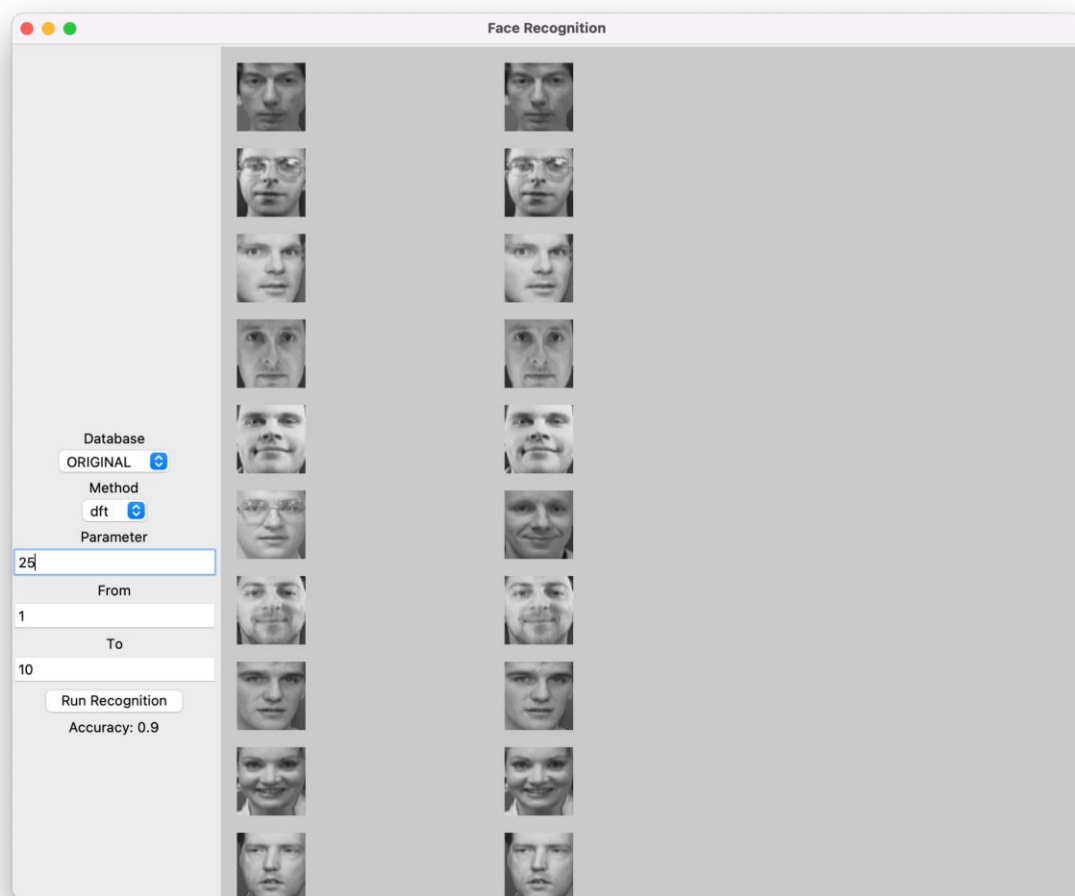 Face Recognition
Database
ORIGINAL
Method
dft
Parameter
25
From
1
To
10
Run Recognition
Accuracy: 0.9